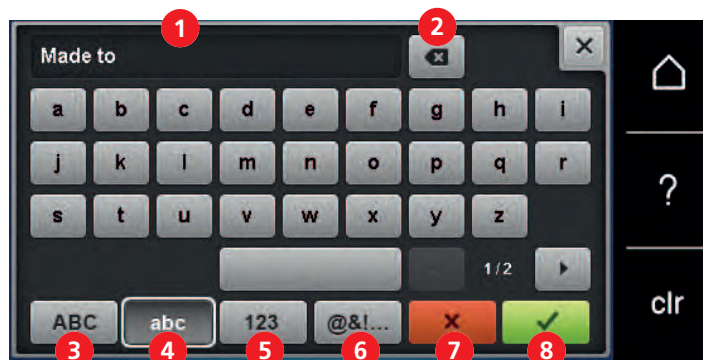 1 2
Made to
a b c d e f g h i
j k l m n o p q r
?
s t u v w x y z
1/2
clr
ABC abc 123 @&!...
3 4 5 6 7 8